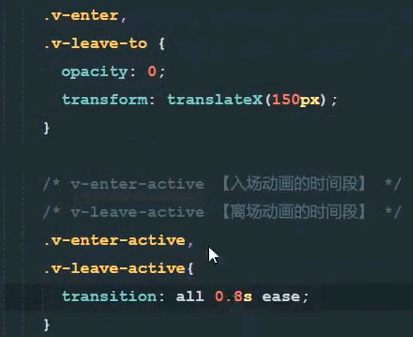 .v-enter,
.v-leave-to {
opacity: 0;
transform: translateX(150px);
}
/* v-enter-active 【入场动画的时间段】 */
/* v-leave-active 【离场动画的时间段】 */
.v-enter-active,
.v-leave-active{
transition: all 0.8s ease;
}